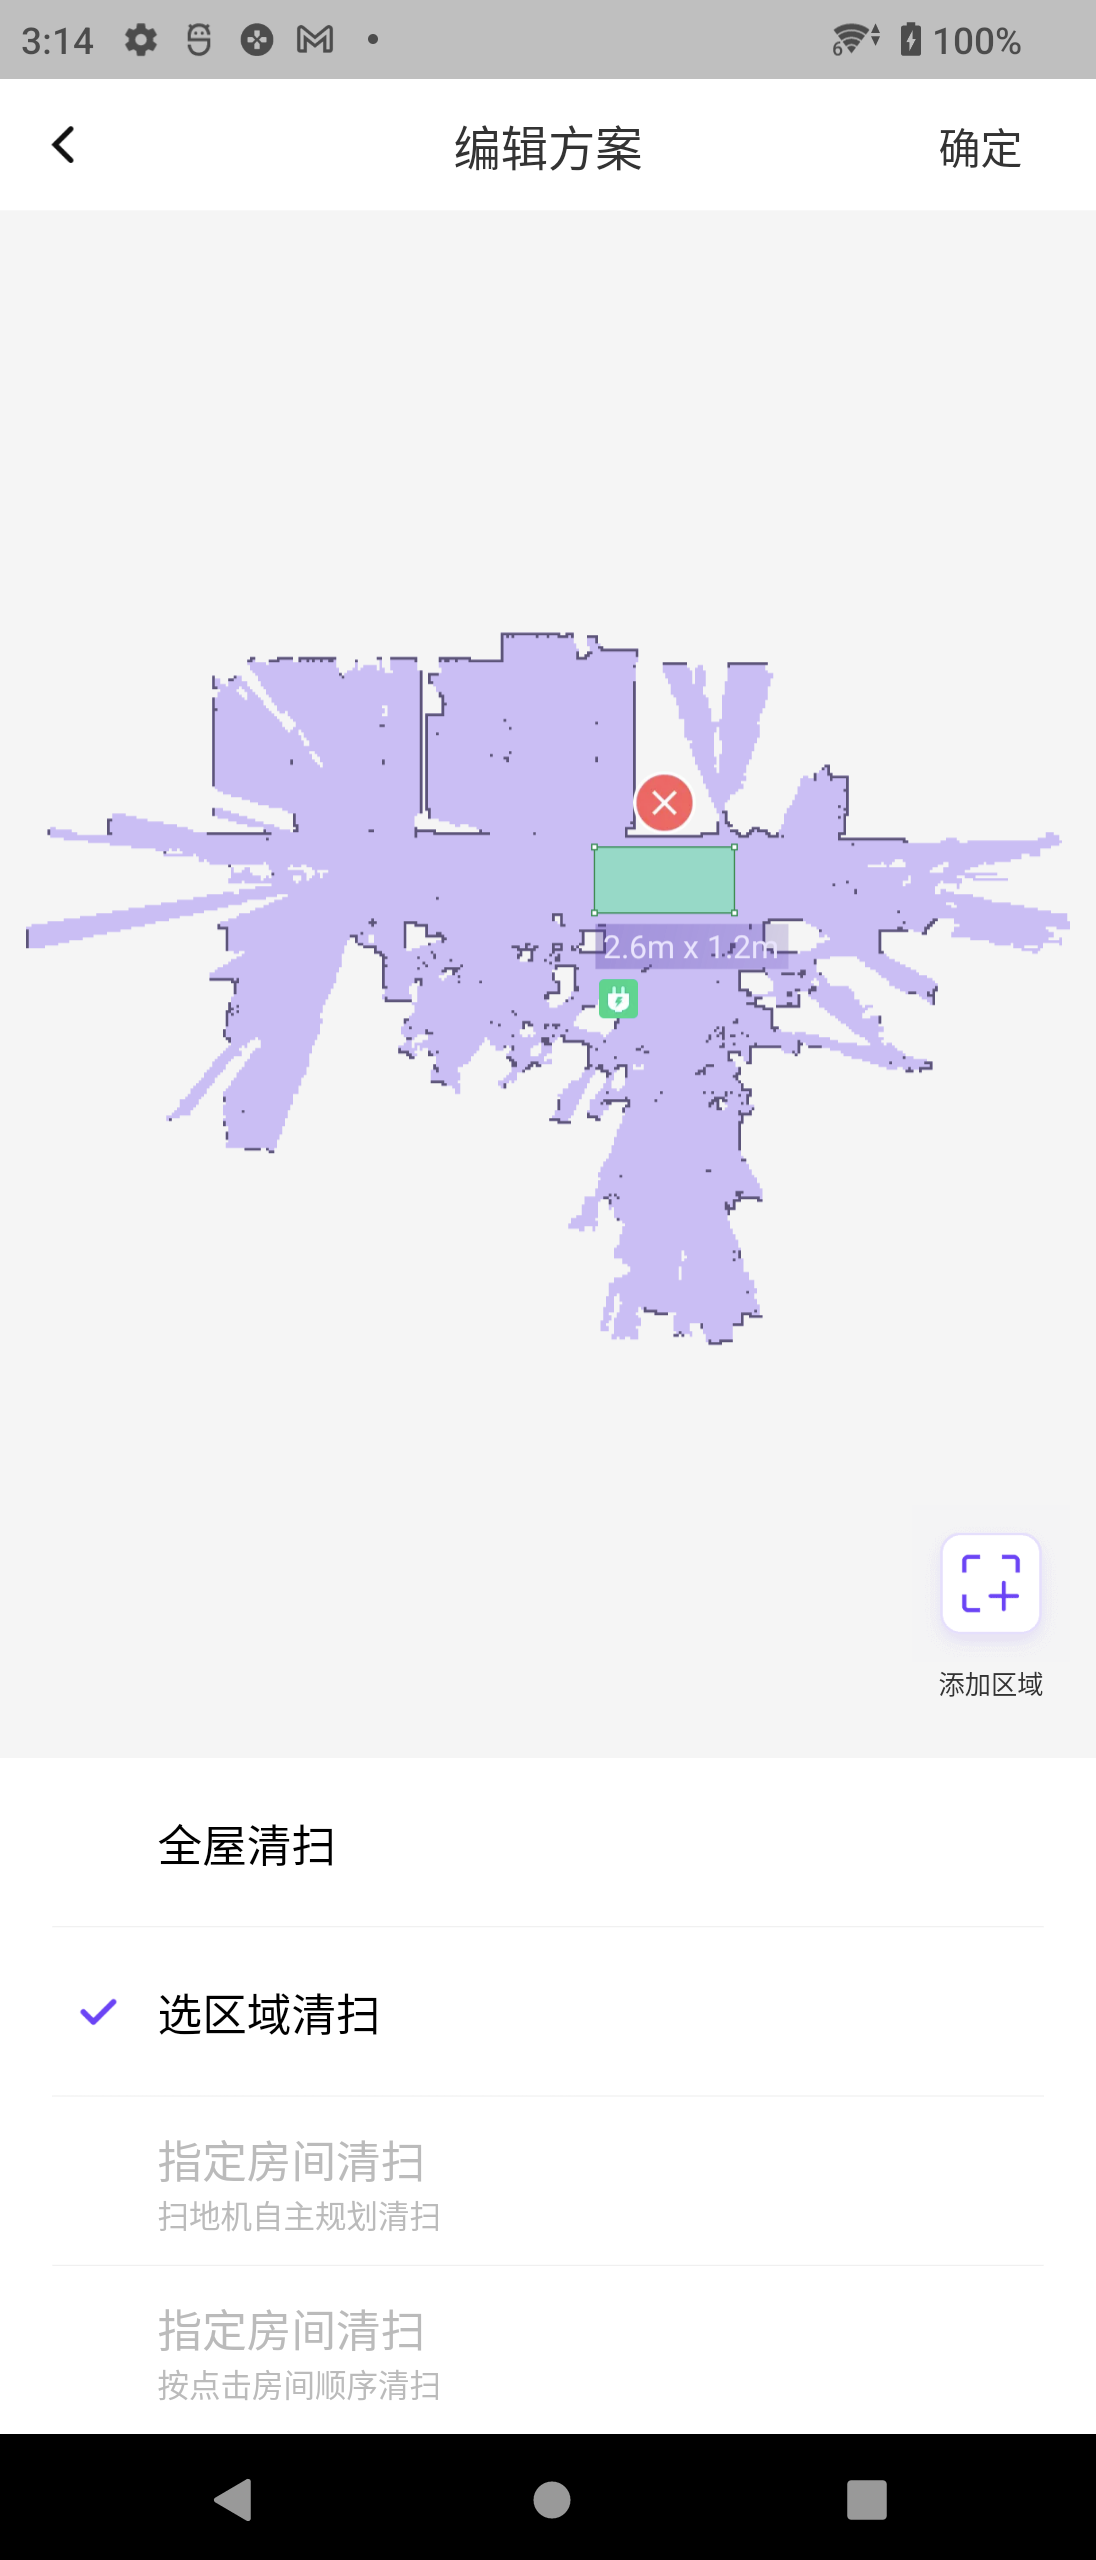 3:14
100%
编辑方案
确定
2.6m x 1.2m
添加区域
全屋清扫
选区域清扫
指定房间清扫
扫地机自主规划清扫
指定房间清扫
按点击房间顺序清扫